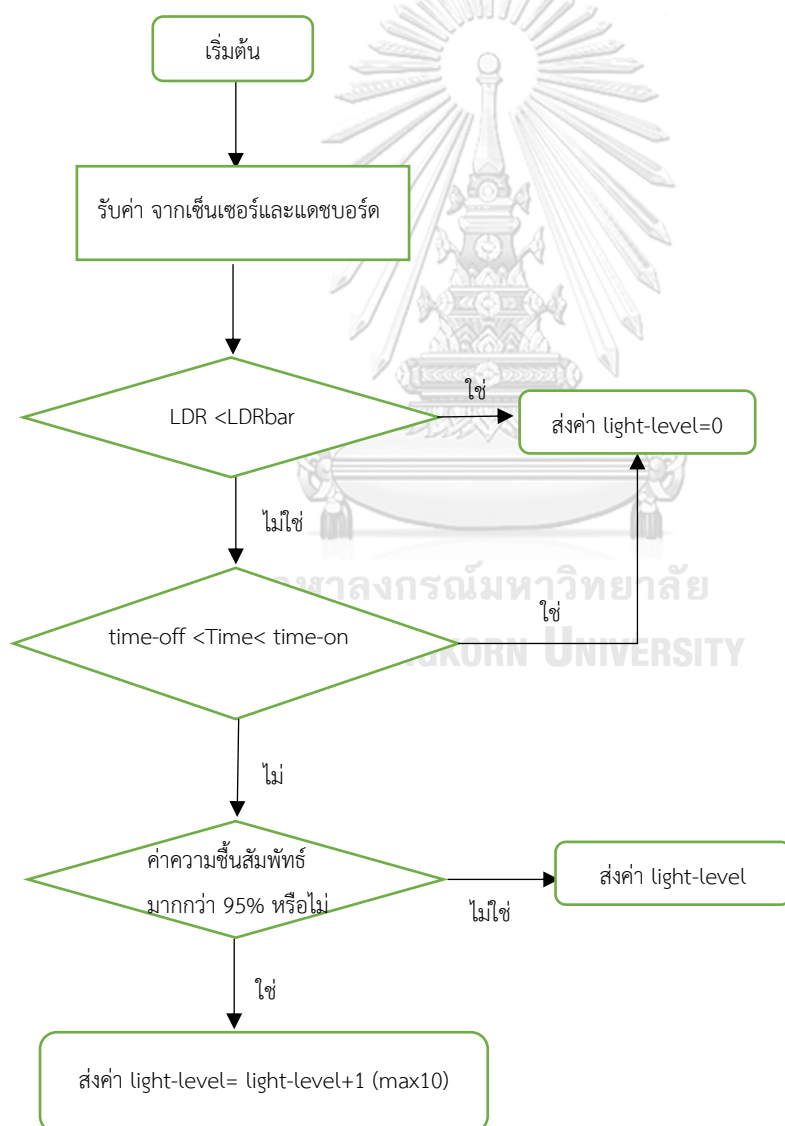 เริ่มต้น
รับค่า จากเซ็นเซอร์และแดชบอร์ด
LDR <LDRbar
ใช่
ส่งค่า light-level=0
ไม่ใช่
จุฬาลงกรณ์มหาวิทยาลัย
time-off <Time< time-on
ใช่
UNIVERSITY
ไม่
ค่าความชื้นสัมพัทธ์
มากกว่า 95% หรือไม่
ไม่ใช่
ส่งค่า light-level
ใช่
ส่งค่า light-level= light-level+1 (max10)